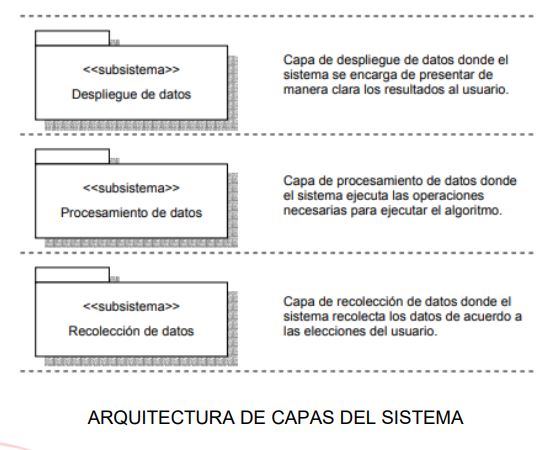 <<subsistema>>
Despliegue de datos
Capa de despliegue de datos donde el
sistema se encarga de presentar de
manera clara los resultados al usuario.
<<subsistema>>
Procesamiento de datos
Capa de procesamiento de datos donde
el sistema ejecuta las operaciones
necesarias para ejecutar el algoritmo.
<<subsistema>>
Recolección de datos
Capa de recolección de datos donde el
sistema recolecta los datos de acuerdo a
las elecciones del usuario.
ARQUITECTURA DE CAPAS DEL SISTEMA